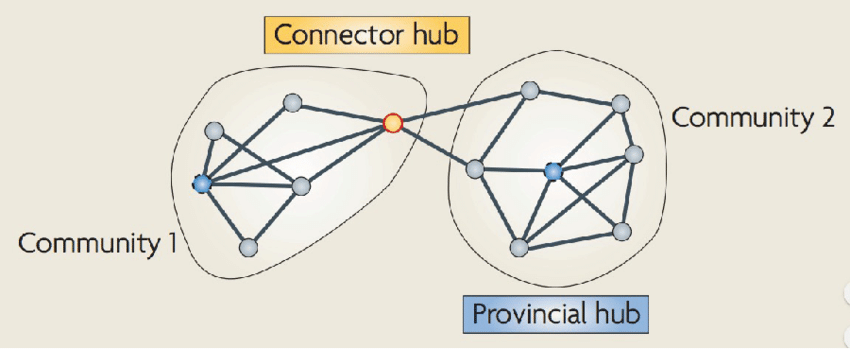 Connector hub
Community 2
Community 1
Provincial hub